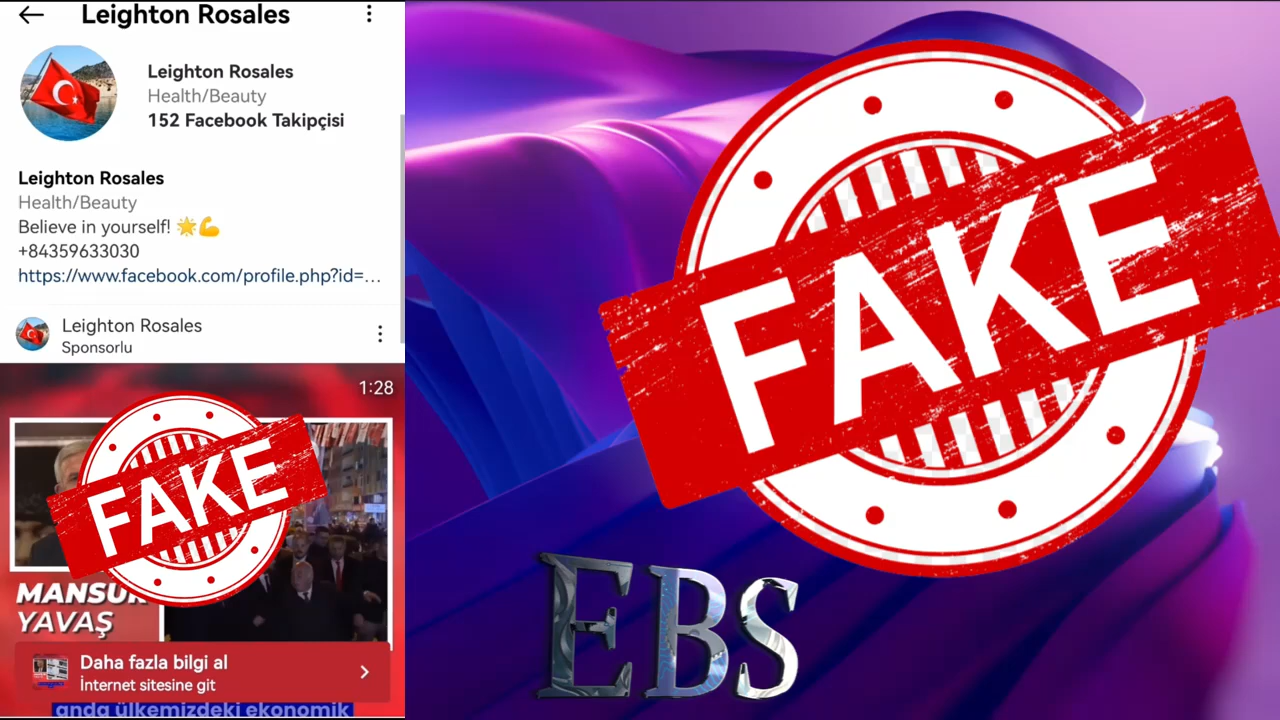 Leighton Rosales
Leighton Rosales
Health/Beauty
152 Facebook Takipçisi
Leighton Rosales
Health/Beauty
Believe in yourself! 🌟💪
+84359633030
https://www.facebook.com/profile.php?id=...
Leighton Rosales
Sponsorlu
1:28
FAKE
MANSUR
YAVAŞ
Daha fazla bilgi al
İnternet sitesine git
anda ülkemizdeki ekonomik
FAKE
EBS